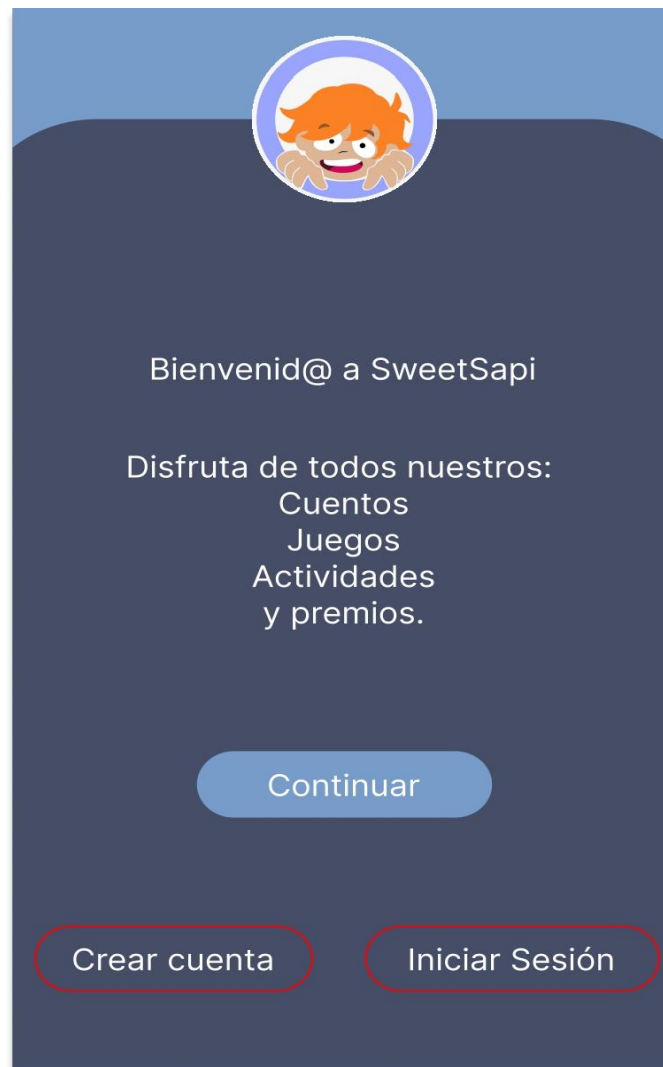 Bienvenid@ a SweetSapi
Disfruta de todos nuestros:
Cuentos
Juegos
Actividades
y premios.
Continuar
Crear cuenta
Iniciar Sesión